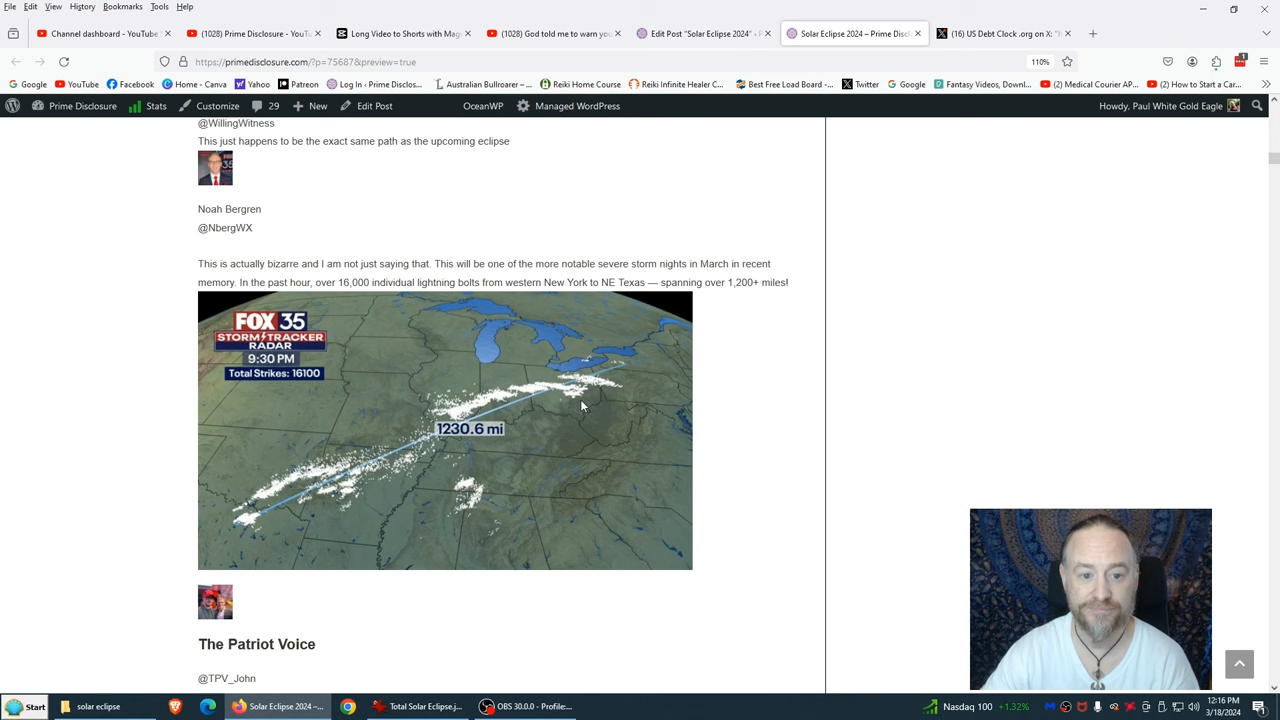 File Edit View History Bookmarks Tools Help
Channel dashboard - YouTube
(1028) Prime Disclosure - YouTu
Long Video to Shorts with Mag
(1028) God told me to warn you
Edit Post "Solar Eclipse 2024" ‹ P
Solar Eclipse 2024 – Prime Discl
(16) US Debt Clock .org on X: "
https://primedisclosure.com/?p=75687&preview=true
110%
Google YouTube Facebook Home - Canva Yahoo Patreon Log In ‹ Prime Disclos... Australian Bullroarer –... Reiki Home Course Reiki Infinite Healer C... Best Free Load Board -... Twitter Google Fantasy Videos, Downl... (2) Medical Courier AP... (2) How to Start a Car...
Prime Disclosure Stats Customize 29 New Edit Post OceanWP Managed WordPress Howdy, Paul White Gold Eagle
@WillingWitness
This just happens to be the exact same path as the upcoming eclipse
Noah Bergren
@NbergWX
This is actually bizarre and I am not just saying that. This will be one of the more notable severe storm nights in March in recent
memory. In the past hour, over 16,000 individual lightning bolts from western New York to NE Texas — spanning over 1,200+ miles!
FOX 35
STORM TRACKER
RADAR
9:30 PM
Total Strikes: 16100
1230.6 mi
The Patriot Voice
@TPV_John
Start solar eclipse Solar Eclipse 2024 –... Total Solar Eclipse.j... OBS 30.0.0 - Profile:... Nasdaq 100 +1.32% 12:16 PM
3/18/2024